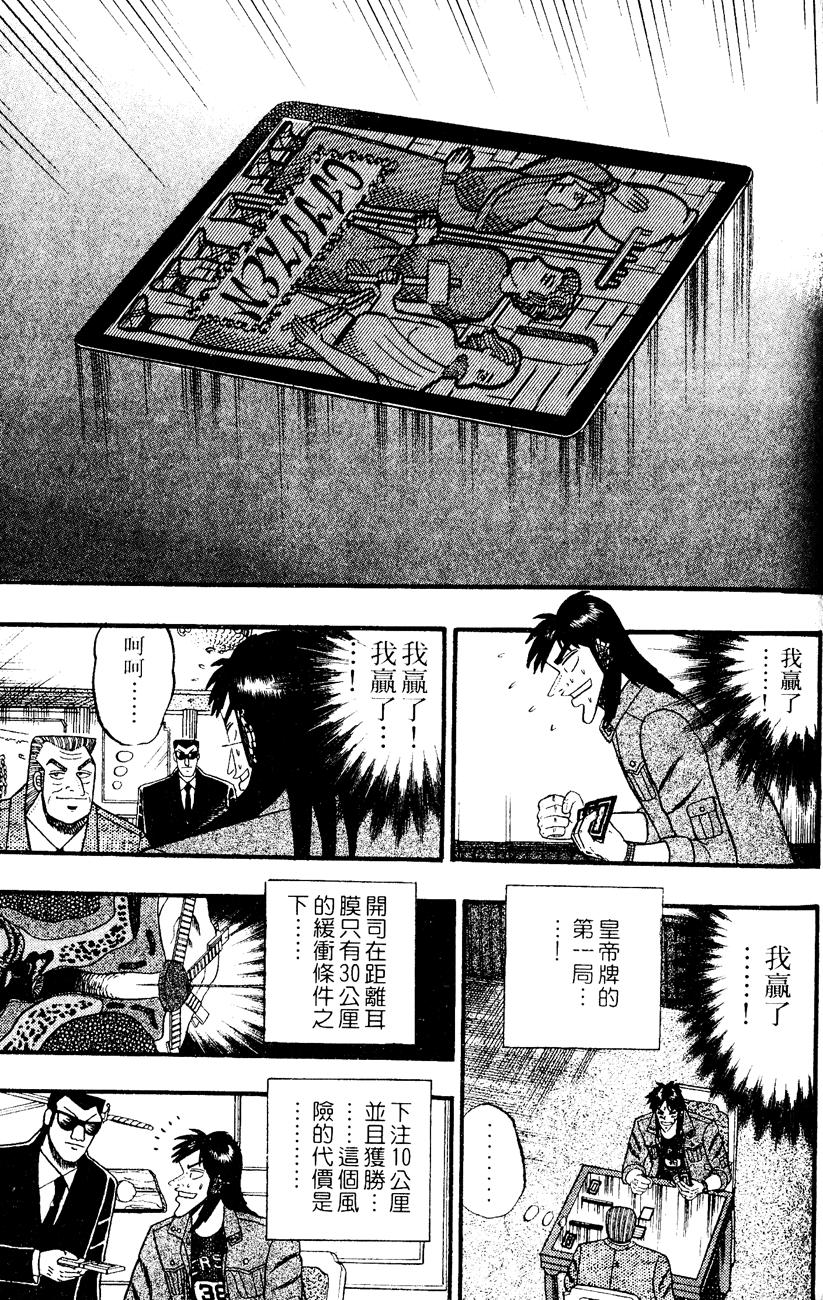 CITIZEN
我贏了
……！
我贏了！
我贏了…
…！
呵呵……
我贏了
……！
皇帝牌的
第一局…
…！
……
開司在距離耳
膜只有30公厘
的緩衝條件之
下……
下注10公厘
並且獲勝…
……這個風
險的代價是
…………
38